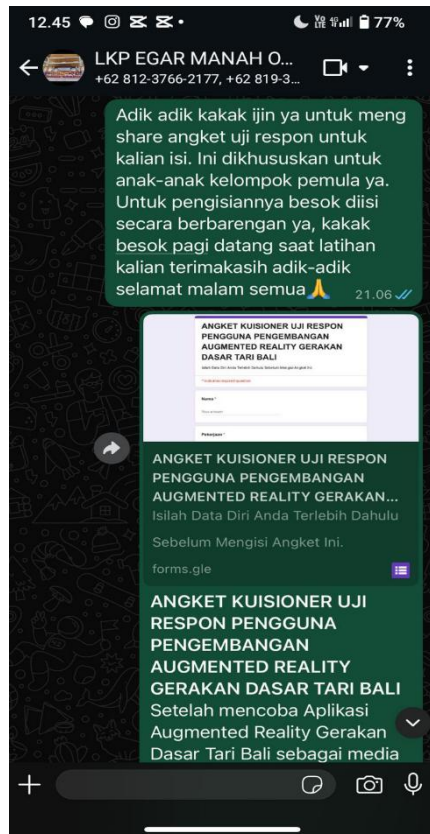 12.45
77%
LKP EGAR MANAH O...
+62 812-3766-2177, +62 819-3...
Adik adik kakak ijin ya untuk meng
share angket uji respon untuk
kalian isi. Ini dikhususkan untuk
anak-anak kelompok pemula ya.
Untuk pengisiannya besok diisi
secara berbarengan ya, kakak
besok pagi datang saat latihan
kalian terimakasih adik-adik
selamat malam semua🙏
21.06
ANGKET KUISIONER UJI RESPON
PENGGUNA PENGEMBANGAN
AUGMENTED REALITY GERAKAN
DASAR TARI BALI
Nama *
Pekerjaan *
ANGKET KUISIONER UJI RESPON
PENGGUNA PENGEMBANGAN
AUGMENTED REALITY GERAKAN...
Isilah Data Diri Anda Terlebih Dahulu
Sebelum Mengisi Angket Ini.
forms.gle
ANGKET KUISIONER UJI
RESPON PENGGUNA
PENGEMBANGAN
AUGMENTED REALITY
GERAKAN DASAR TARI BALI
Setelah mencoba Aplikasi
Augmented Reality Gerakan
Dasar Tari Bali sebagai media